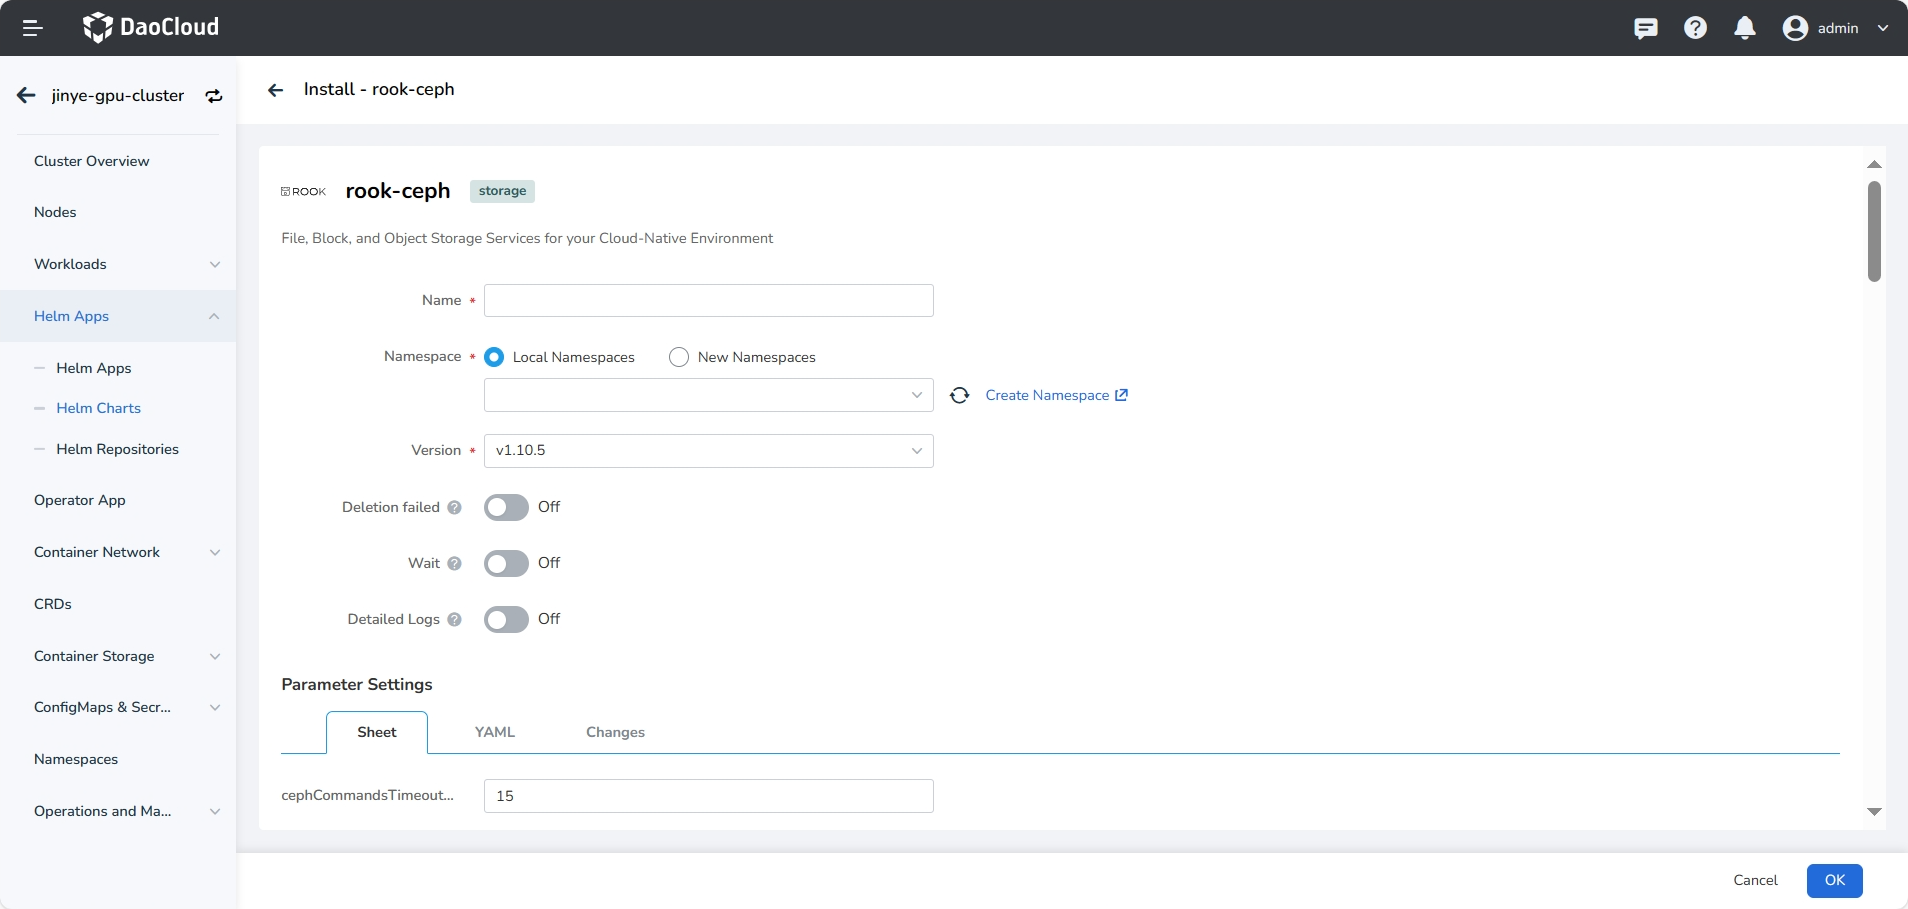 DaoCloud
admin
jinye-gpu-cluster
Install - rook-ceph
Cluster Overview
Nodes
Workloads
Helm Apps
Helm Apps
Helm Charts
Helm Repositories
Operator App
Container Network
CRDs
Container Storage
ConfigMaps & Secr...
Namespaces
Operations and Ma...
ROOK rook-ceph storage
File, Block, and Object Storage Services for your Cloud-Native Environment
Name *
Namespace * Local Namespaces New Namespaces
Create Namespace
Version * v1.10.5
Deletion failed ? Off
Wait ? Off
Detailed Logs ? Off
Parameter Settings
Sheet YAML Changes
cephCommandsTimeout... 15
Cancel OK